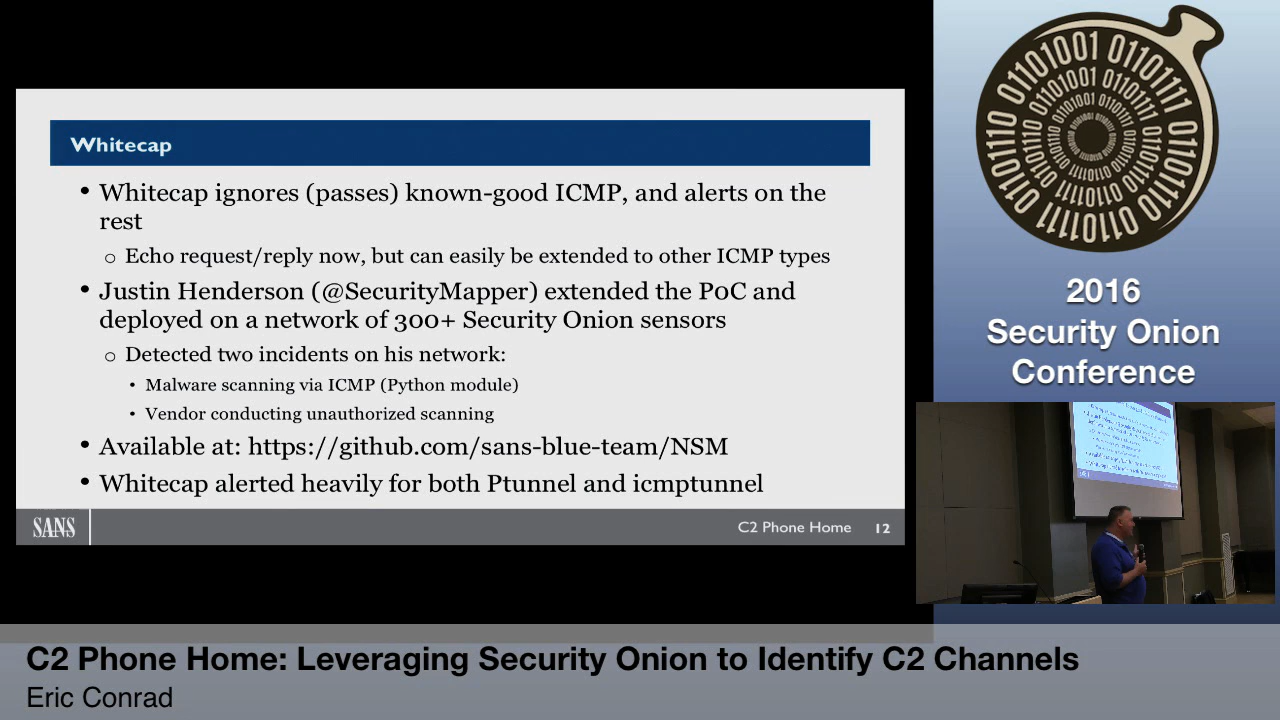 Whitecap
• Whitecap ignores (passes) known-good ICMP, and alerts on the
rest
o Echo request/reply now, but can easily be extended to other ICMP types
• Justin Henderson (@SecurityMapper) extended the PoC and
deployed on a network of 300+ Security Onion sensors
o Detected two incidents on his network:
• Malware scanning via ICMP (Python module)
• Vendor conducting unauthorized scanning
• Available at: https://github.com/sans-blue-team/NSM
• Whitecap alerted heavily for both Ptunnel and icmptunnel
SANS
C2 Phone Home 12
2016
Security Onion
Conference
C2 Phone Home: Leveraging Security Onion to Identify C2 Channels
Eric Conrad